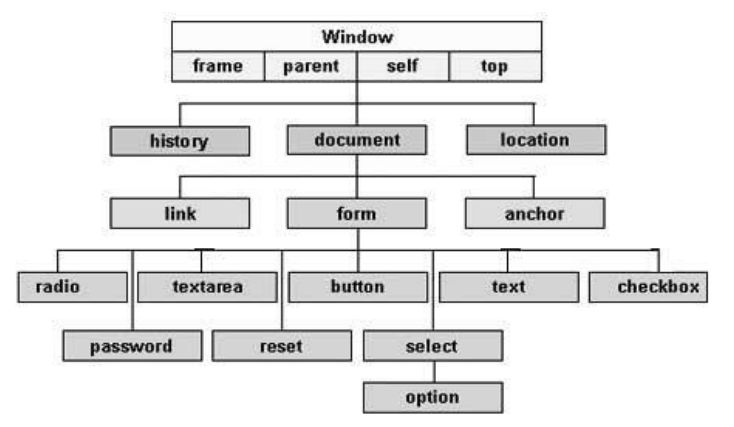 Window
frame parent self top
history document location
link form anchor
radio textarea button text checkbox
password reset select
option